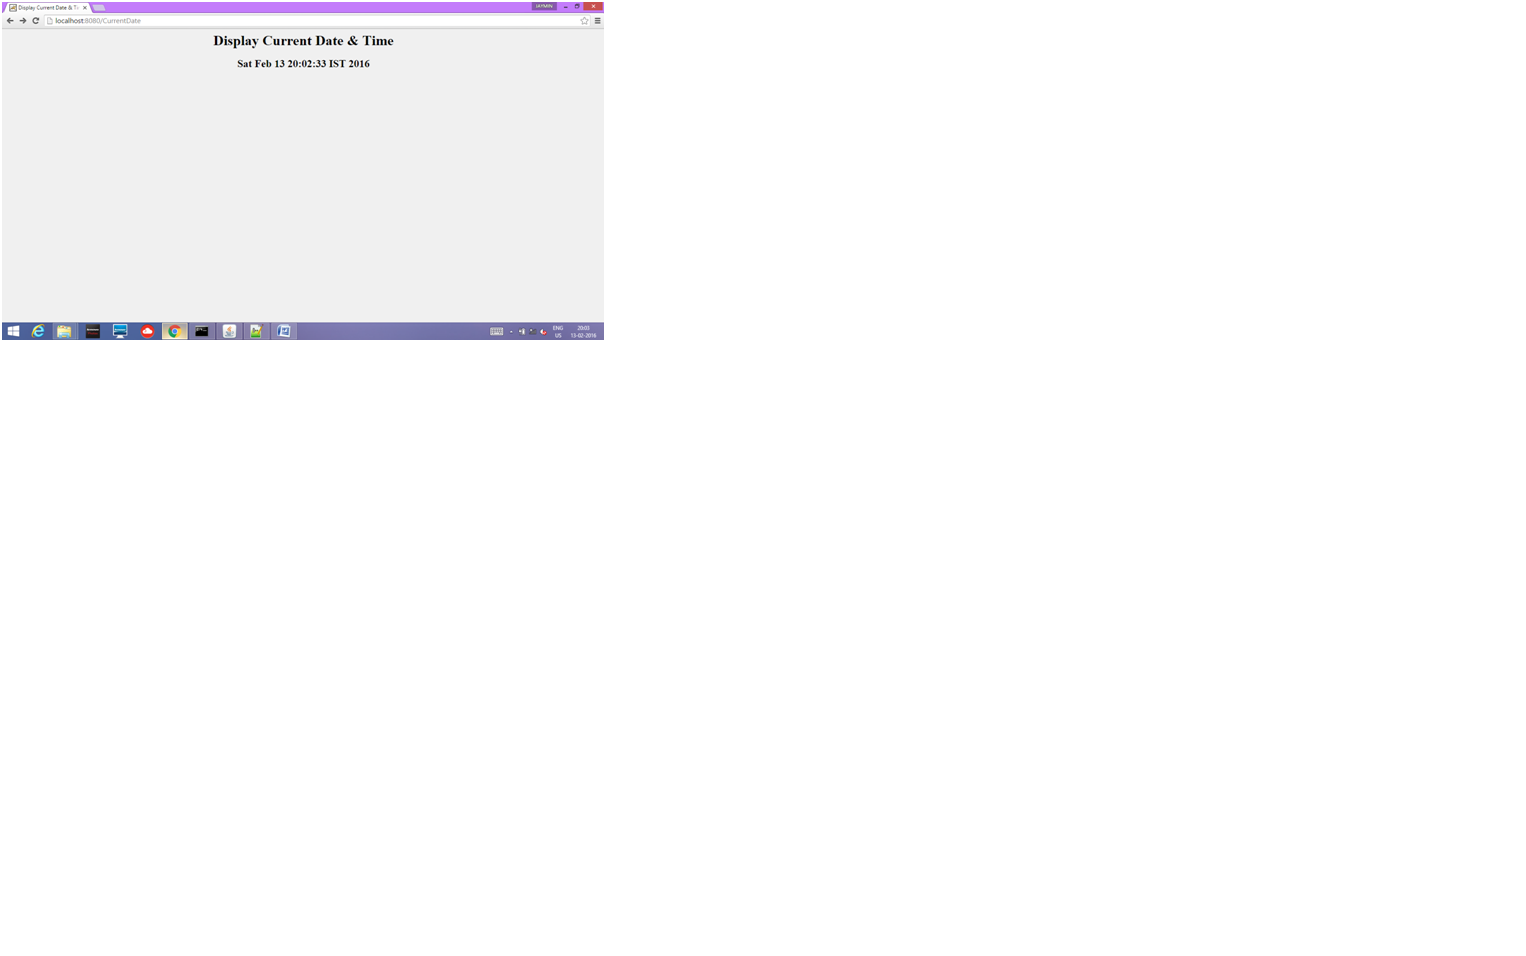 Display Current Date & Ti
JAYMIN
localhost:8080/CurrentDate
Display Current Date & Time
Sat Feb 13 20:02:33 IST 2016
ENG
20:03
US
13-02-2016